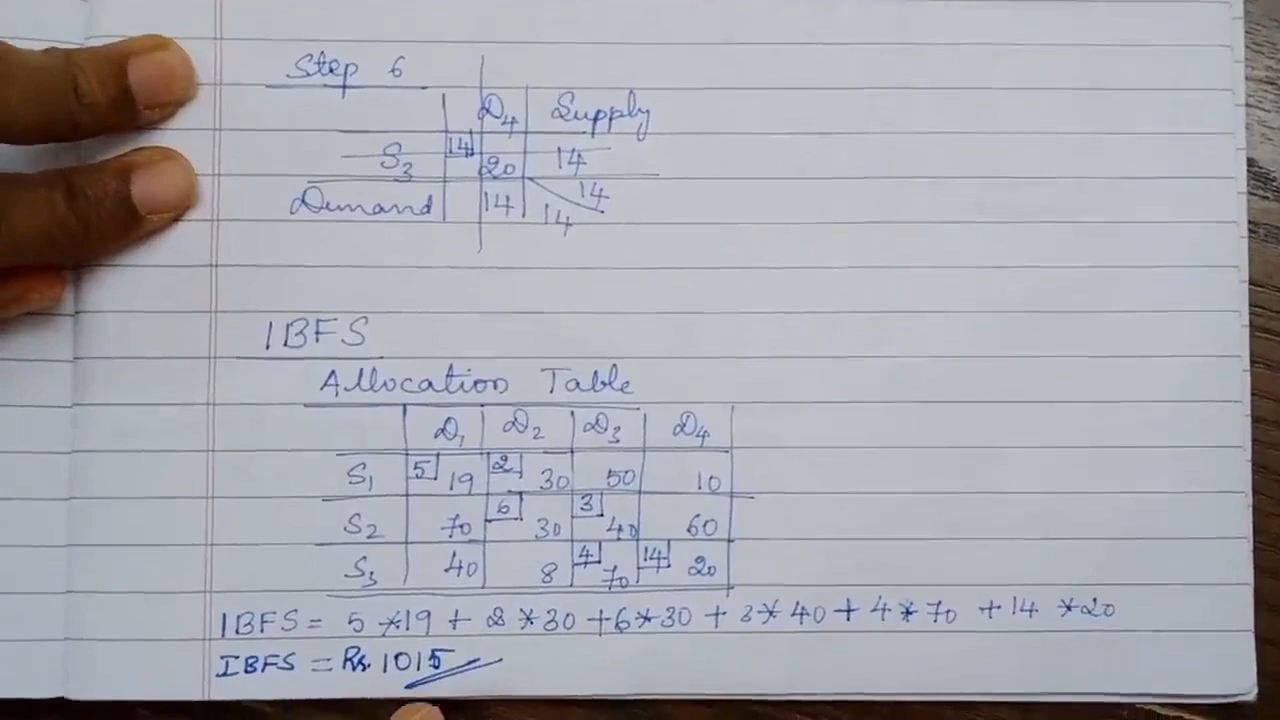 Step 6
D4 Supply
S3 14 20 14
Demand 14 14
14
IBFS
Allocation Table
D1 D2 D3 D4
S1 5 19 2 30 50 10
S2 70 6 30 3 40 60
S3 40 8 4 70 14 20
IBFS = 5 *19 + 2 *30 +6*30 + 3* 40 + 4* 70 +14 *20
IBFS = Rs.1015